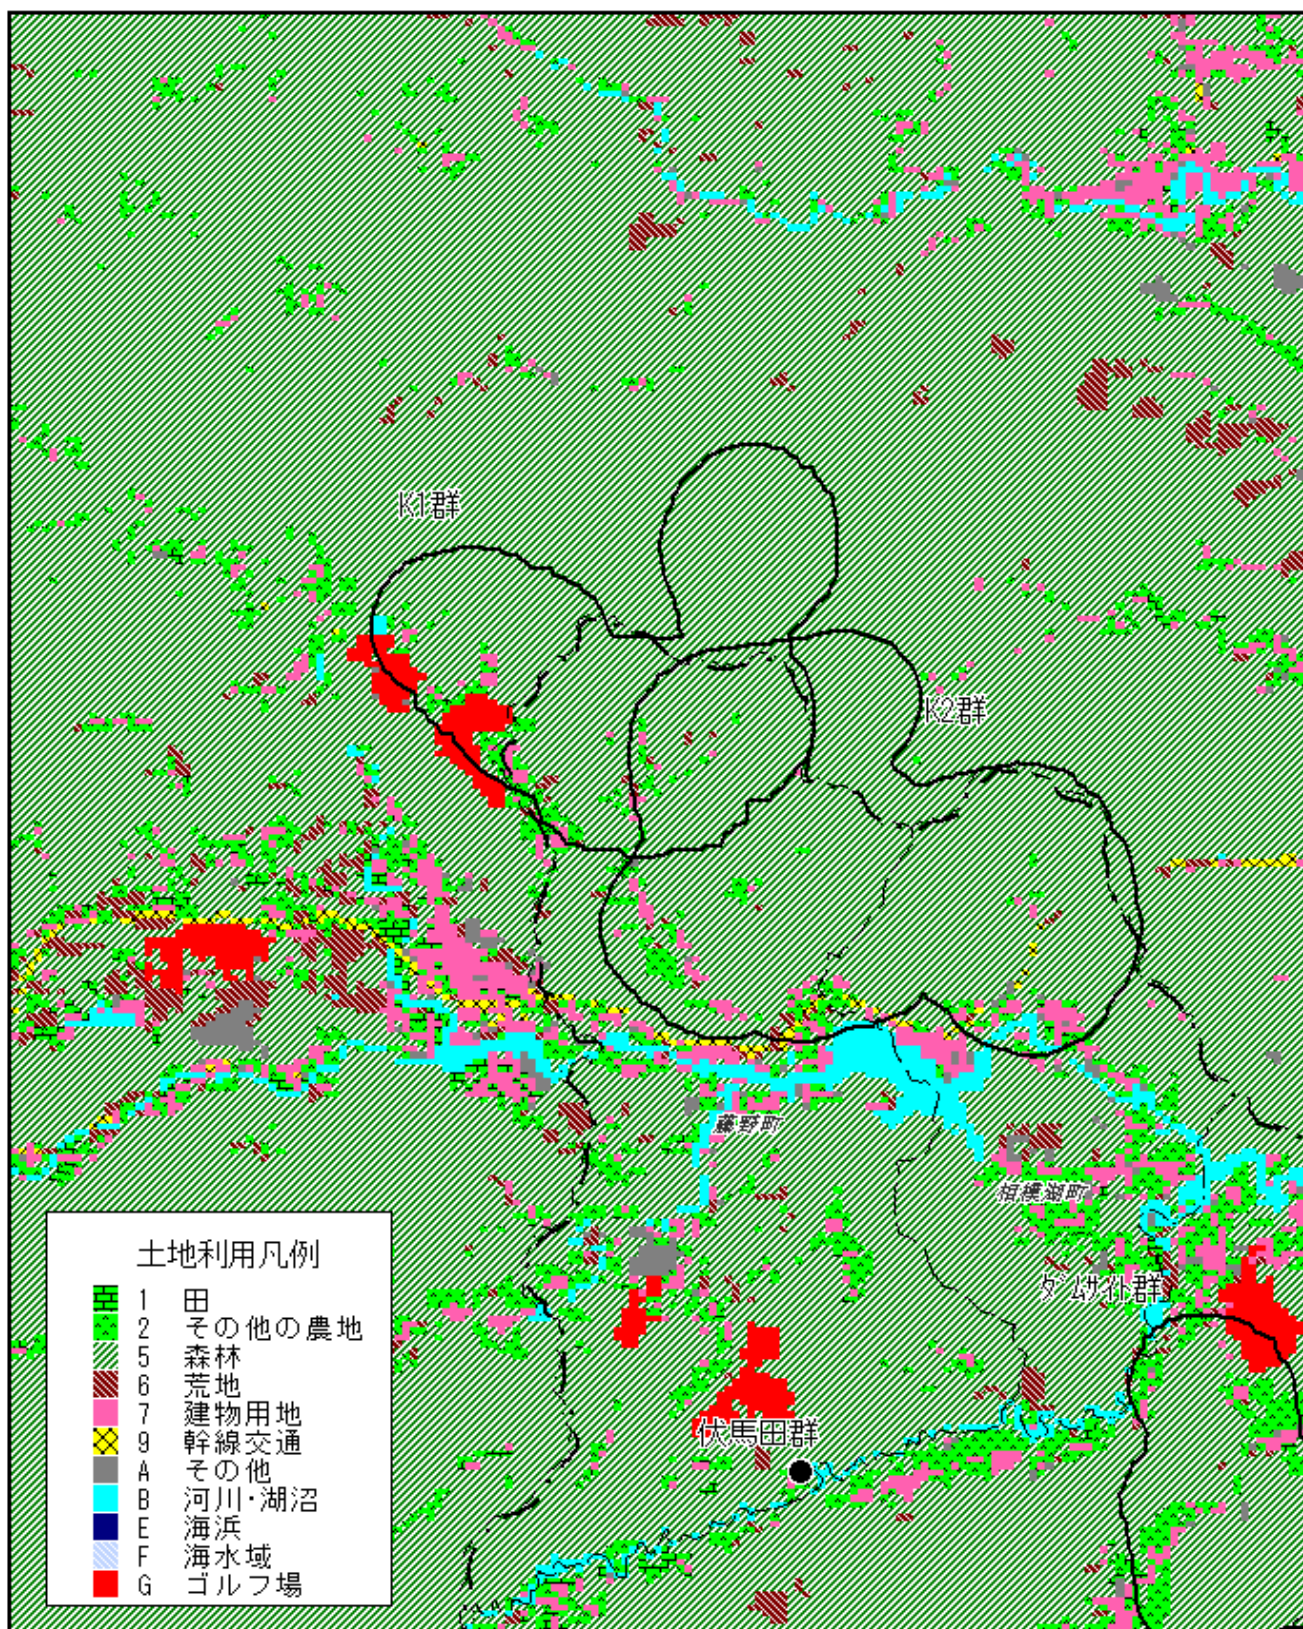 K1群
K2群
藤野町
相模湖町
ダムサイト群
伏馬田群
土地利用凡例
1 田
2 その他の農地
5 森林
6 荒地
7 建物用地
9 幹線交通
A その他
B 河川・湖沼
E 海浜
F 海水域
G ゴルフ場